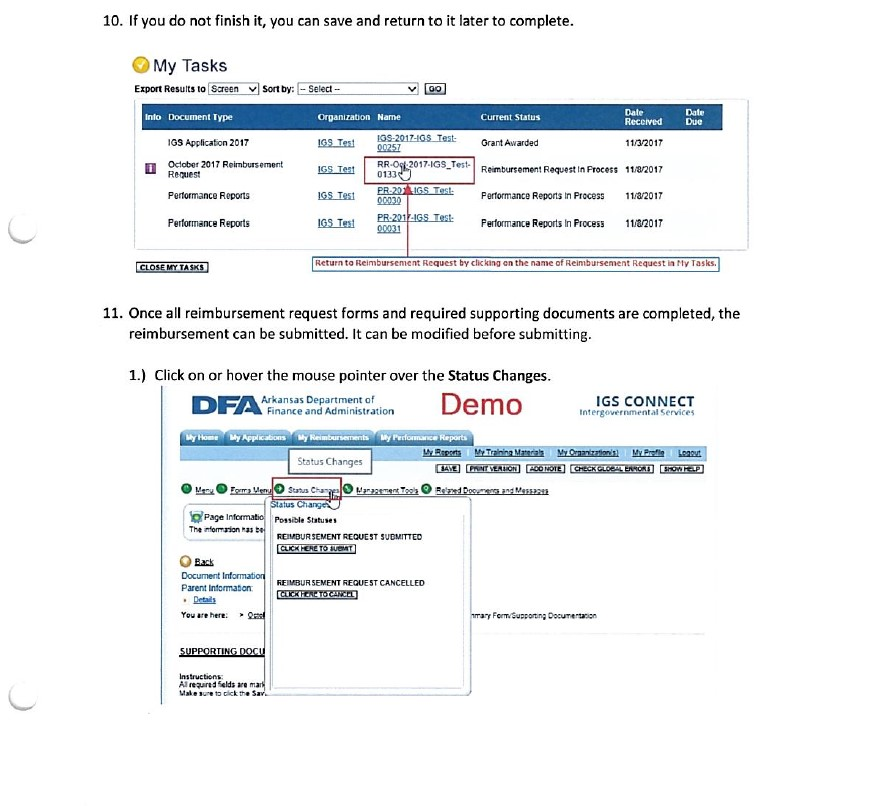 10. If you do not finish it, you can save and return to it later to complete.
My Tasks
Export Results to Screen Sort by: -- Select -- GO
Info Document Type Organization Name Current Status Date Received Date Due
IGS Application 2017 IGS_Test IGS-2017-IGS_Test-00257 Grant Awarded 11/3/2017
October 2017 Reimbursement Request IGS_Test RR-Oct-2017-IGS_Test-0133 Reimbursement Request In Process 11/8/2017
Performance Reports IGS_Test PR-2017-IGS_Test-00030 Performance Reports In Process 11/8/2017
Performance Reports IGS_Test PR-2017-IGS_Test-00031 Performance Reports In Process 11/8/2017
CLOSE MY TASKS
Return to Reimbursement Request by clicking on the name of Reimbursement Request in My Tasks.
11. Once all reimbursement request forms and required supporting documents are completed, the
reimbursement can be submitted. It can be modified before submitting.
1.) Click on or hover the mouse pointer over the Status Changes.
DFA Arkansas Department of Finance and Administration
Demo
IGS CONNECT
Intergovernmental Services
My Home My Applications My Reimbursements My Performance Reports
My Reports My Training Materials My Organization(s) My Profile Logout
Status Changes
SAVE PRINT VERSION ADD NOTE CHECK GLOBAL ERRORS SHOW HELP
Menu Forms Menu Status Changes Management Tools Related Documents and Messages
Status Changes
Page Informatio
Possible Statuses
The information has be
REIMBURSEMENT REQUEST SUBMITTED
CLICK HERE TO SUBMIT
Back
Document Information
REIMBURSEMENT REQUEST CANCELLED
Parent Information:
CLICK HERE TO CANCEL
Details
You are here: > Octo mmary Form/Supporting Documentation
SUPPORTING DOCU
Instructions:
All required fields are mark
Make sure to click the Sav